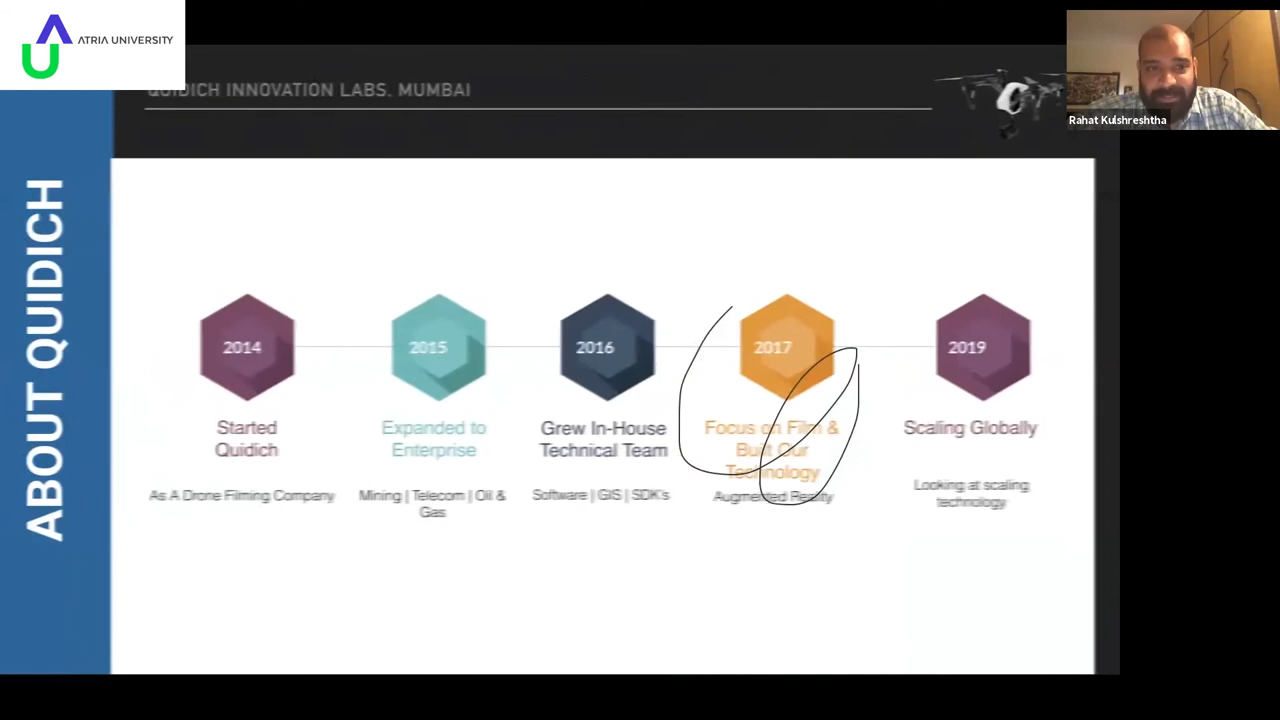 ATRIA UNIVERSITY
QUIDICH INNOVATION LABS. MUMBAI
Rahat Kulshreshtha
ABOUT QUIDICH
2014
Started
Quidich
As A Drone Filming Company
2015
Expanded to
Enterprise
Mining | Telecom | Oil &
Gas
2016
Grew In-House
Technical Team
Software | GIS | SDK's
2017
Focus on Film &
Built Our
Technology
Augmented Reality
2019
Scaling Globally
Looking at scaling
technology